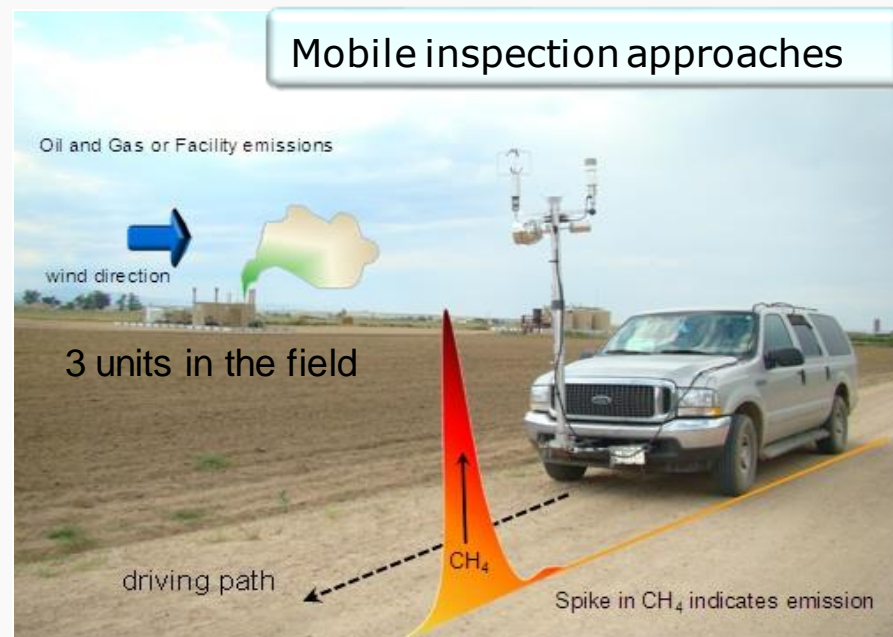 Mobile inspection approaches
Oil and Gas or Facility emissions
wind direction
3 units in the field
CH₄
driving path
Spike in CH₄ indicates emission